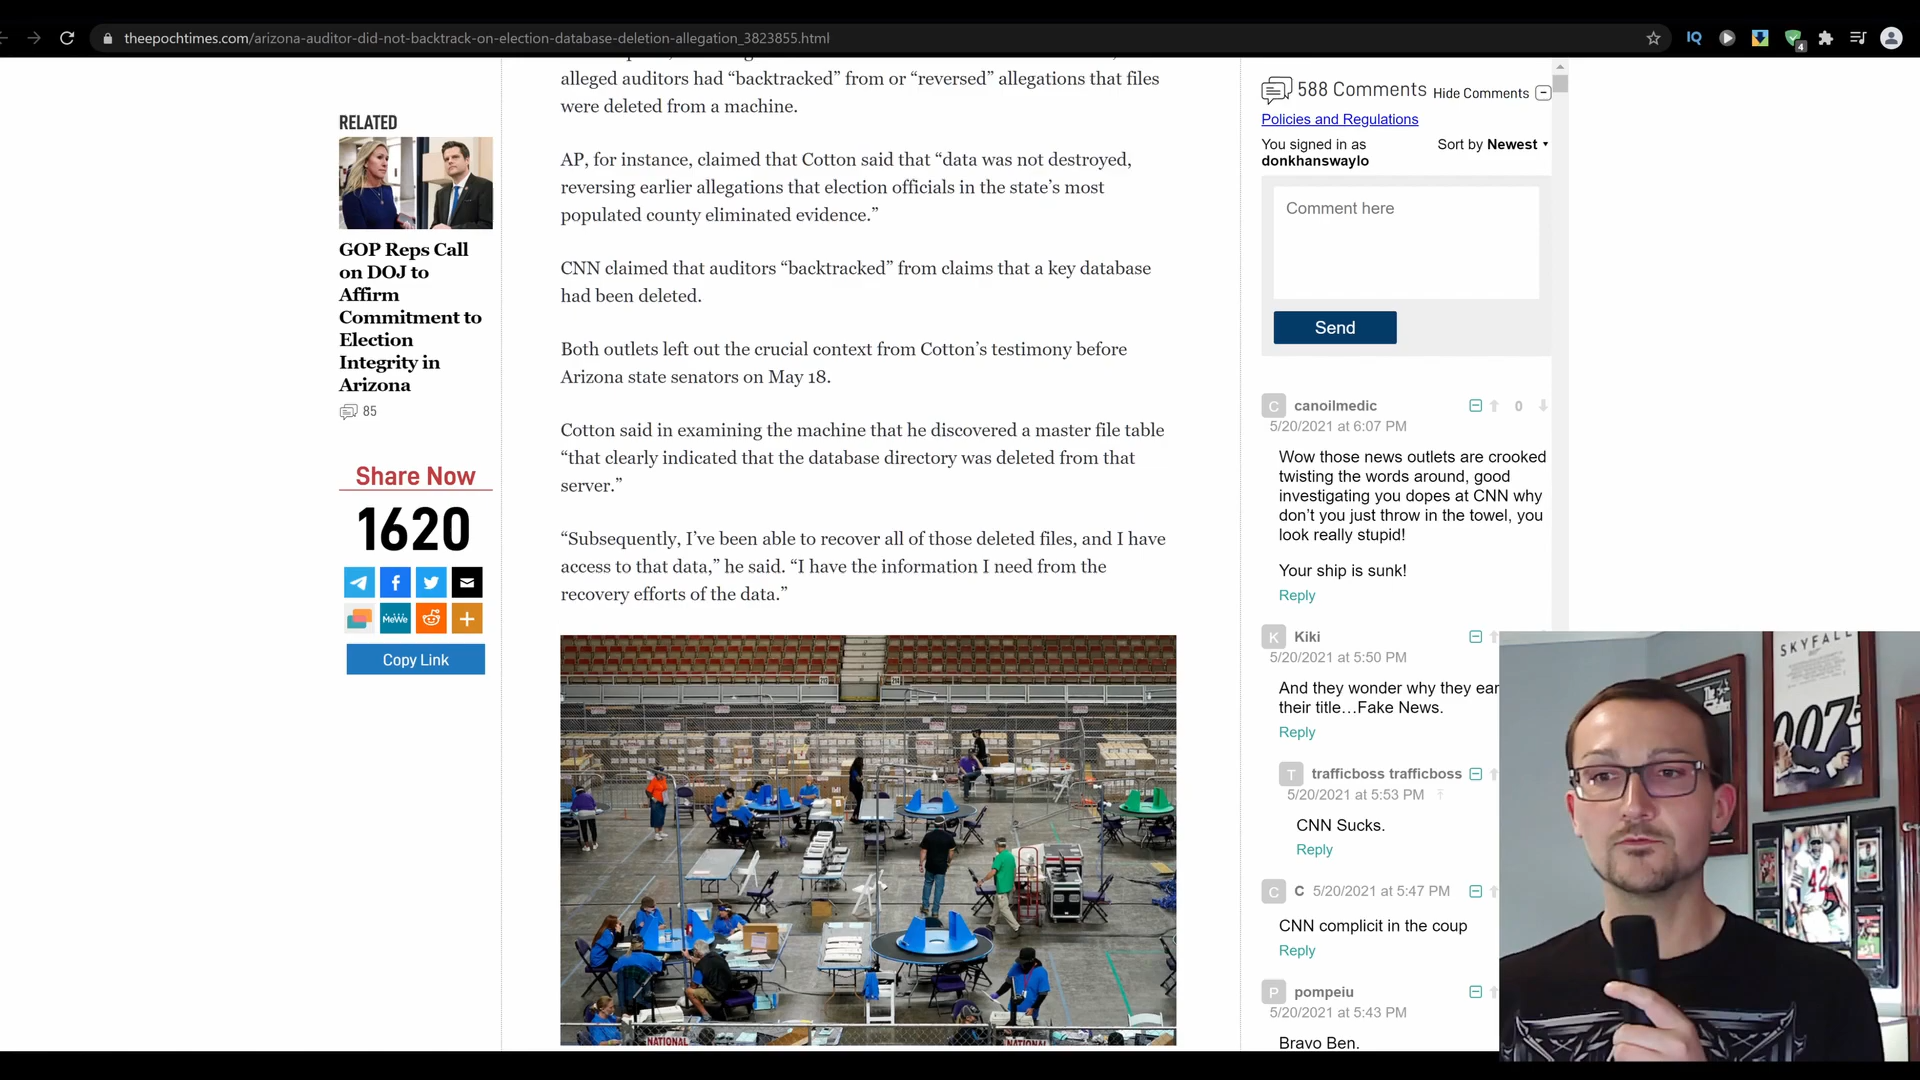 theepochtimes.com/arizona-auditor-did-not-backtrack-on-election-database-deletion-allegation_3823855.html
IQ
4
RELATED
GOP Reps Call
on DOJ to
Affirm
Commitment to
Election
Integrity in
Arizona
85
Share Now
1620
MeWe
Copy Link
alleged auditors had “backtracked” from or “reversed” allegations that files
were deleted from a machine.
AP, for instance, claimed that Cotton said that “data was not destroyed,
reversing earlier allegations that election officials in the state’s most
populated county eliminated evidence.”
CNN claimed that auditors “backtracked” from claims that a key database
had been deleted.
Both outlets left out the crucial context from Cotton’s testimony before
Arizona state senators on May 18.
Cotton said in examining the machine that he discovered a master file table
“that clearly indicated that the database directory was deleted from that
server.”
“Subsequently, I’ve been able to recover all of those deleted files, and I have
access to that data,” he said. “I have the information I need from the
recovery efforts of the data.”
NATIONAL
NATIONAL
588 Comments Hide Comments
Policies and Regulations
You signed in as
donkhanswaylo
Sort by Newest
Comment here
Send
C canoilmedic 0
5/20/2021 at 6:07 PM
Wow those news outlets are crooked
twisting the words around, good
investigating you dopes at CNN why
don’t you just throw in the towel, you
look really stupid!
Your ship is sunk!
Reply
K Kiki
5/20/2021 at 5:50 PM
And they wonder why they ear
their title…Fake News.
Reply
T trafficboss trafficboss
5/20/2021 at 5:53 PM
CNN Sucks.
Reply
C C 5/20/2021 at 5:47 PM
CNN complicit in the coup
Reply
P pompeiu
5/20/2021 at 5:43 PM
Bravo Ben.
SKYFALL
007
42